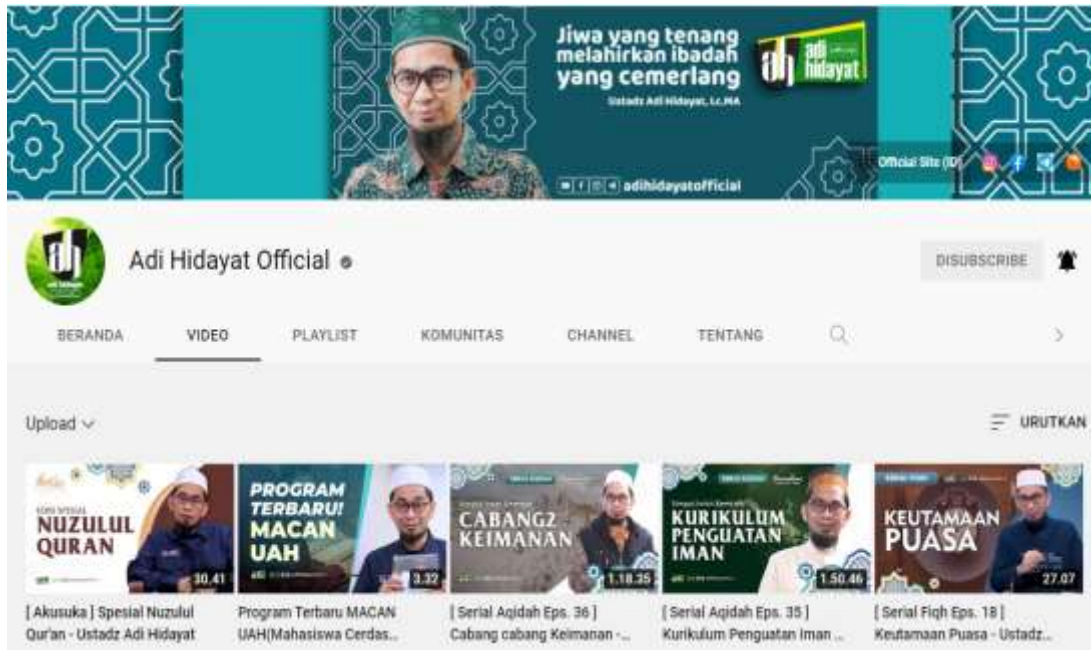 Jiwa yang tenang
melahirkan ibadah
yang cemerlang
Ustadz Adi Hidayat, Lc.MA
ah
adi
hidayat
Official Site (ID)
adihidayatofficial
ah
adi hidayat
Adi Hidayat Official
DISUBSCRIBE
BERANDA
VIDEO
PLAYLIST
KOMUNITAS
CHANNEL
TENTANG
Upload
URUTKAN
NUZULUL
QURAN
30.41
PROGRAM
TERBARU!
MACAN
UAH
3.32
CABANG2
KEIMANAN
1.18.35
KURIKULUM
PENGUATAN
IMAN
1.50.46
KEUTAMAAN
PUASA
27.07
[ Akusuka ] Spesial Nuzulul
Qur'an - Ustadz Adi Hidayat
Program Terbaru MACAN
UAH(Mahasiswa Cerdas...
[ Serial Aqidah Eps. 36 ]
Cabang cabang Keimanan -...
[ Serial Aqidah Eps. 35 ]
Kurikulum Penguatan Iman ...
[ Serial Fiqh Eps. 18 ]
Keutamaan Puasa - Ustadz...